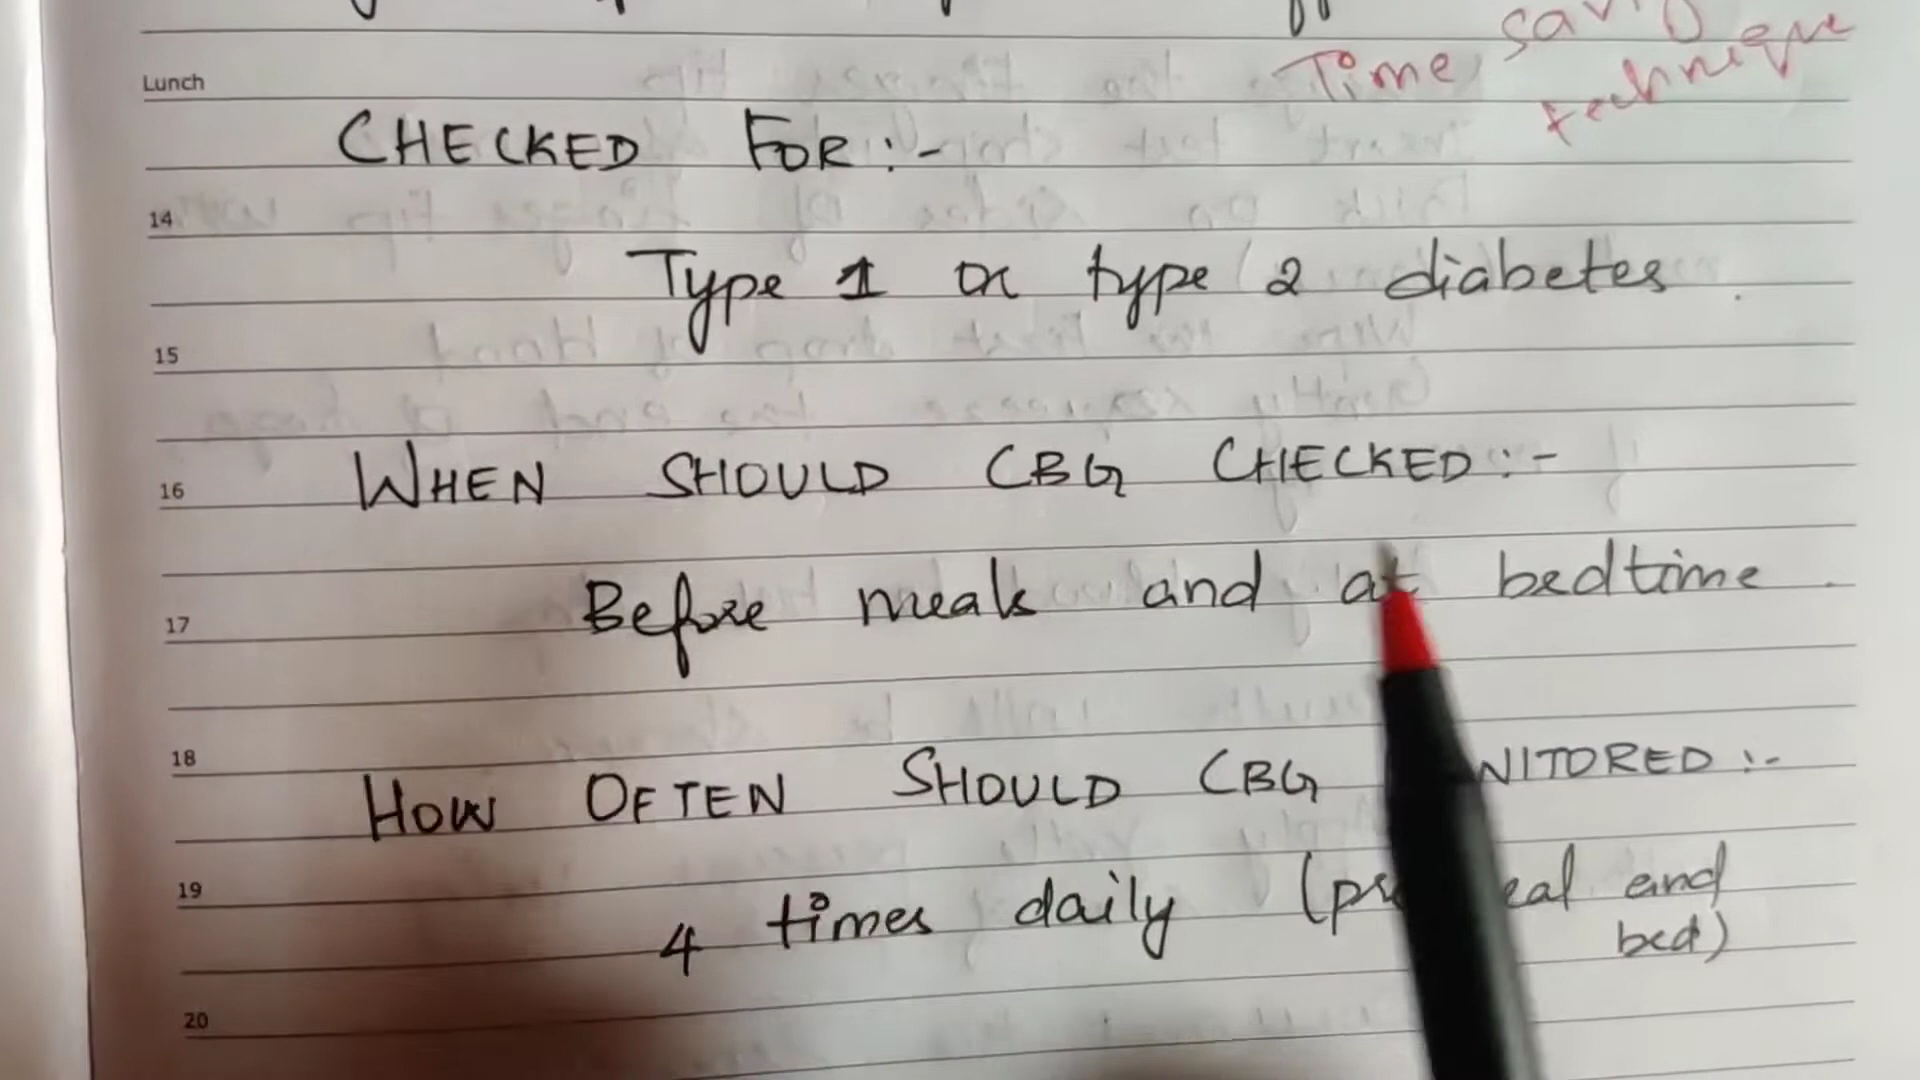 Time saving
technique
Lunch
CHECKED FOR:-
14
Type 1 or type 2 diabetes.
15
16
WHEN SHOULD CBG CHECKED:-
17
Before meals and at bedtime
18
HOW OFTEN SHOULD CBG NITORED:-
19
4 times daily (pre eal and
bed)
20